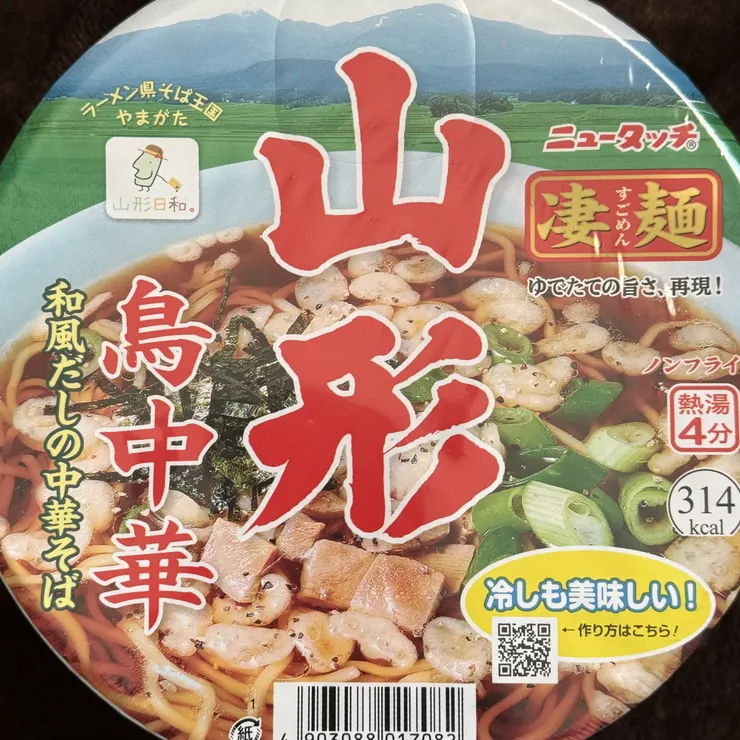 ラーメン県そば王国
やまがた
山形日和。
山形
鳥中華
和風だしの中華そば
ニュータッチ®
凄麺
すごめん
ゆでたての旨さ、再現!
ノンフライ
熱湯
4分
314
kcal
冷しも美味しい!
←作り方はこちら!
紙
4903088017082